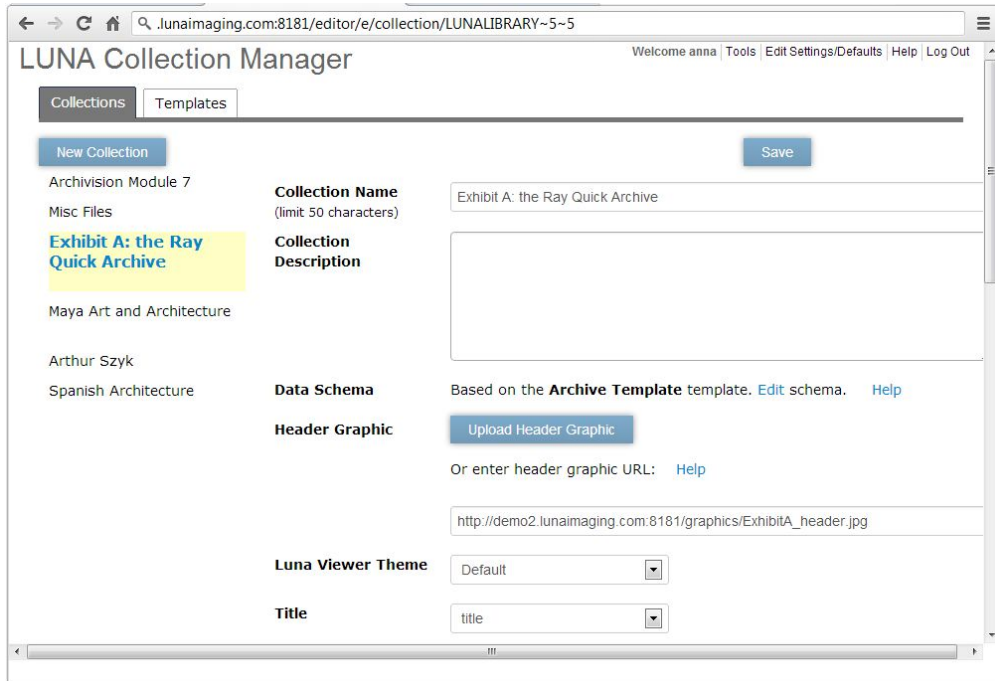 .lunaimaging.com:8181/editor/e/collection/LUNALIBRARY~5~5
LUNA Collection Manager
Welcome anna | Tools | Edit Settings/Defaults | Help | Log Out
Collections
Templates
New Collection
Save
Archivision Module 7
Misc Files
Exhibit A: the Ray
Quick Archive
Maya Art and Architecture
Arthur Szyk
Spanish Architecture
Collection Name
(limit 50 characters)
Exhibit A: the Ray Quick Archive
Collection
Description
Data Schema
Based on the Archive Template template. Edit schema. Help
Header Graphic
Upload Header Graphic
Or enter header graphic URL: Help
http://demo2.lunaimaging.com:8181/graphics/ExhibitA_header.jpg
Luna Viewer Theme
Default
Title
title